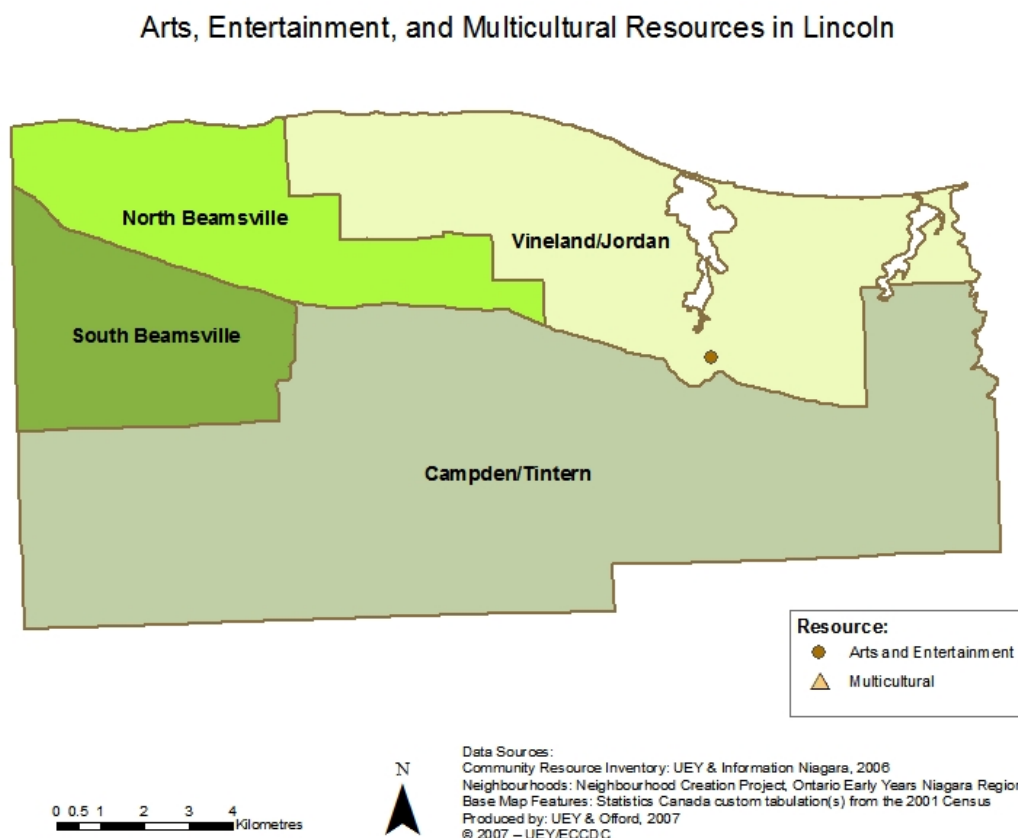 Arts, Entertainment, and Multicultural Resources in Lincoln
North Beamsville
Vineland/Jordan
South Beamsville
Campden/Tintern
Resource:
Arts and Entertainment
Multicultural
Data Sources:
Community Resource Inventory: UEY & Information Niagara, 2006
Neighbourhoods: Neighbourhood Creation Project, Ontario Early Years Niagara Region
Base Map Features: Statistics Canada custom tabulation(s) from the 2001 Census
Produced by: UEY & Offord, 2007
© 2007 – UEY/ECCDC
N
0 0.5 1 2 3 4
Kilometres